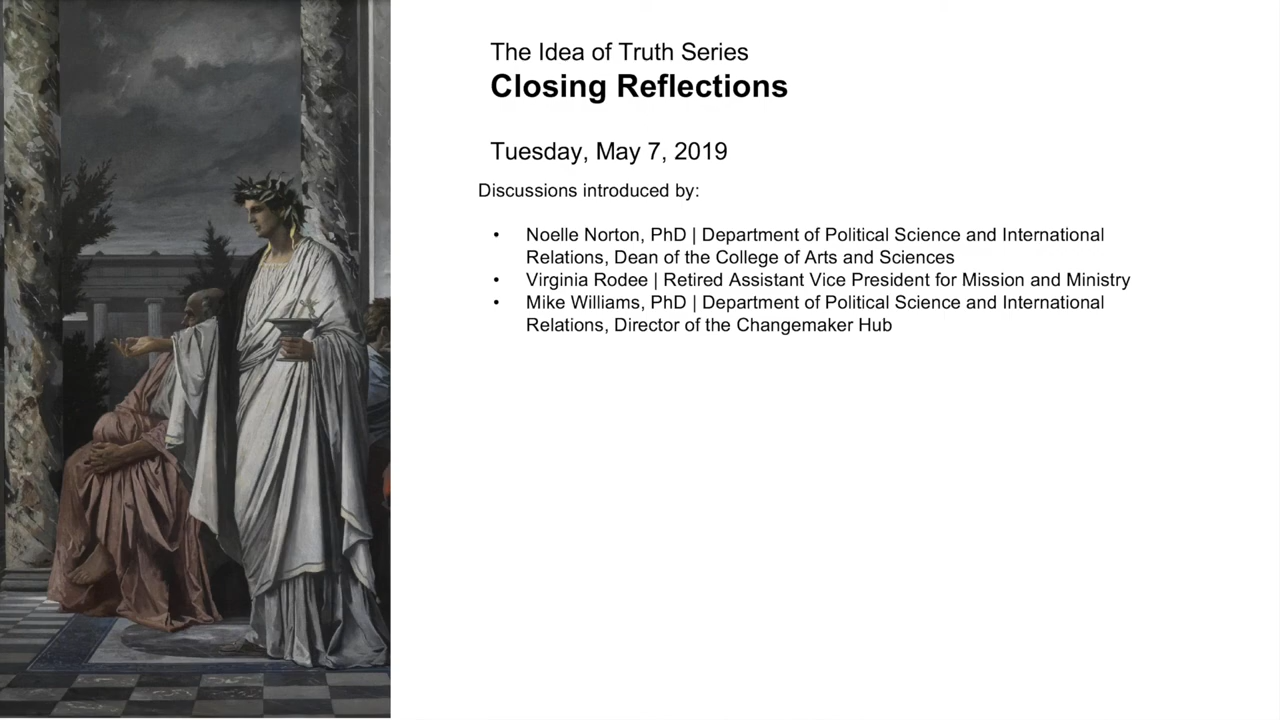 The Idea of Truth Series
Closing Reflections
Tuesday, May 7, 2019
Discussions introduced by:
• Noelle Norton, PhD | Department of Political Science and International
Relations, Dean of the College of Arts and Sciences
• Virginia Rodee | Retired Assistant Vice President for Mission and Ministry
• Mike Williams, PhD | Department of Political Science and International
Relations, Director of the Changemaker Hub